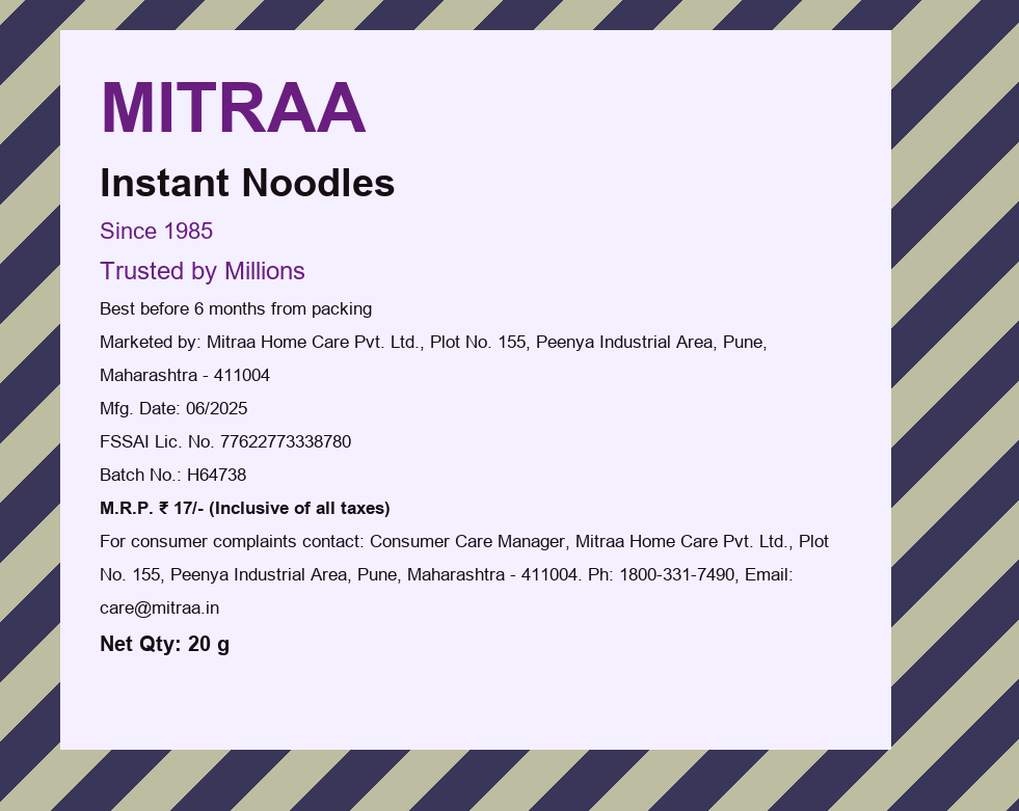 MITRAA
Instant Noodles
Since 1985
Trusted by Millions
Best before 6 months from packing
Marketed by: Mitraa Home Care Pvt. Ltd., Plot No. 155, Peenya Industrial Area, Pune,
Maharashtra - 411004
Mfg. Date: 06/2025
FSSAI Lic. No. 77622773338780
Batch No.: H64738
M.R.P. ₹ 17/- (Inclusive of all taxes)
For consumer complaints contact: Consumer Care Manager, Mitraa Home Care Pvt. Ltd., Plot
No. 155, Peenya Industrial Area, Pune, Maharashtra - 411004. Ph: 1800-331-7490, Email:
care@mitraa.in
Net Qty: 20 g